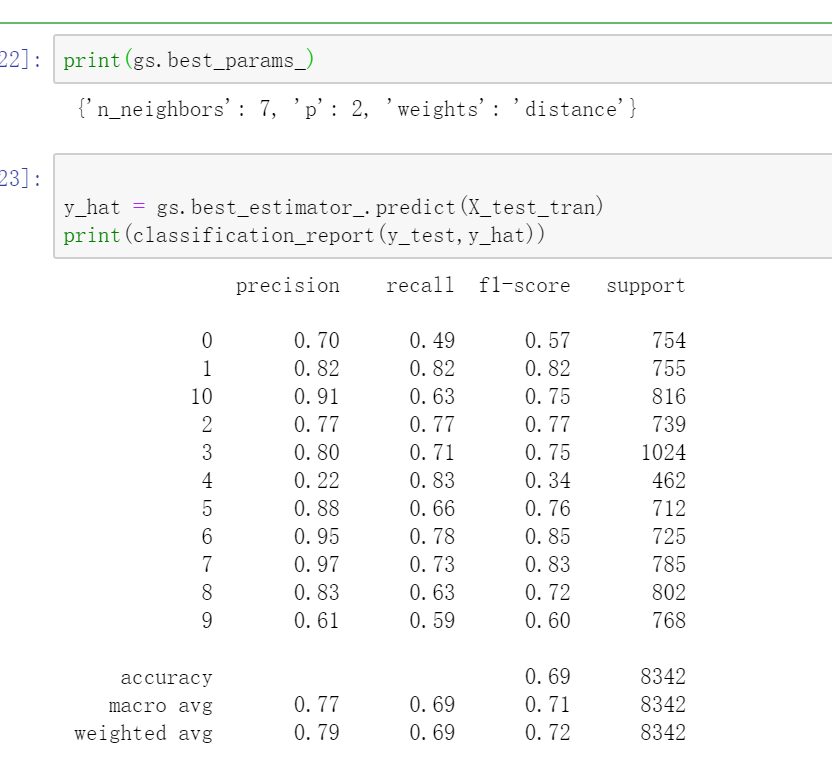 22]:
print(gs.best_params_)
{'n_neighbors': 7, 'p': 2, 'weights': 'distance'}
23]:
y_hat = gs.best_estimator_.predict(X_test_tran)
print(classification_report(y_test,y_hat))
precision recall f1-score support
0 0.70 0.49 0.57 754
1 0.82 0.82 0.82 755
10 0.91 0.63 0.75 816
2 0.77 0.77 0.77 739
3 0.80 0.71 0.75 1024
4 0.22 0.83 0.34 462
5 0.88 0.66 0.76 712
6 0.95 0.78 0.85 725
7 0.97 0.73 0.83 785
8 0.83 0.63 0.72 802
9 0.61 0.59 0.60 768
accuracy 0.69 8342
macro avg 0.77 0.69 0.71 8342
weighted avg 0.79 0.69 0.72 8342